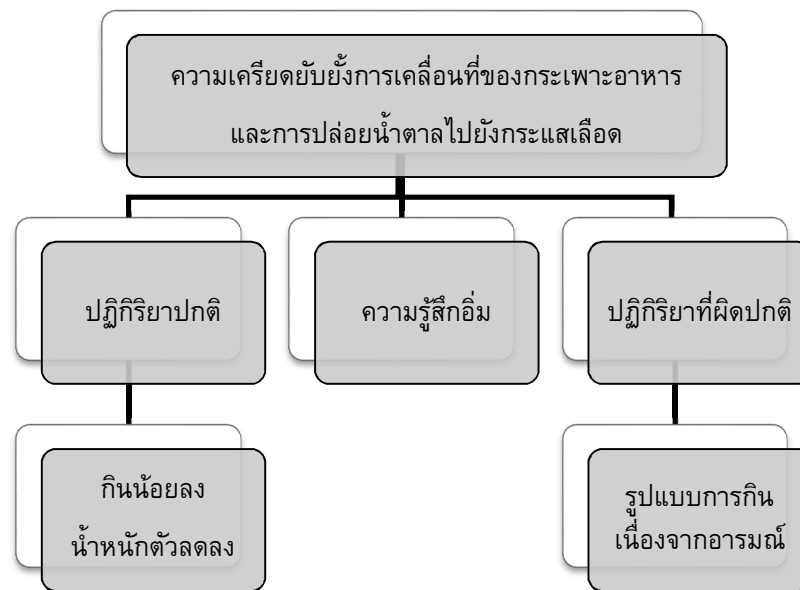 ความเครียดยับยั้งการเคลื่อนที่ของกระเพาะอาหาร
และการปล่อยน้ำตาลไปยังกระแสเลือด
ปฏิกิริยาปกติ
ความรู้สึกอิ่ม
ปฏิกิริยาที่ผิดปกติ
กินน้อยลง
น้ำหนักตัวลดลง
รูปแบบการกิน
เนื่องจากอารมณ์